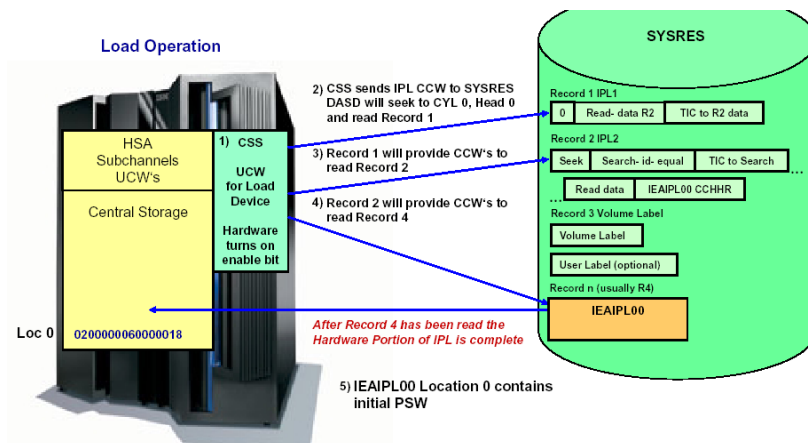 Load Operation
SYSRES
2) CSS sends IPL CCW to SYSRES
DASD will seek to CYL 0, Head 0
and read Record 1
Record 1 IPL1
0
Read- data R2
TIC to R2 data
HSA
Subchannels
UCW's
1) CSS
UCW
for Load
Device
Hardware
turns on
enable bit
3) Record 1 will provide CCW's to
read Record 2
Record 2 IPL2
Seek
Search- id- equal
TIC to Search
...
...
Read data
IEAIPL00 CCHHR
Central Storage
4) Record 2 will provide CCW's to
read Record 4
Record 3 Volume Label
Volume Label
User Label (optional)
Record n (usually R4)
IEAIPL00
Loc 0
0200000060000018
After Record 4 has been read the
Hardware Portion of IPL is complete
5) IEAIPL00 Location 0 contains
initial PSW